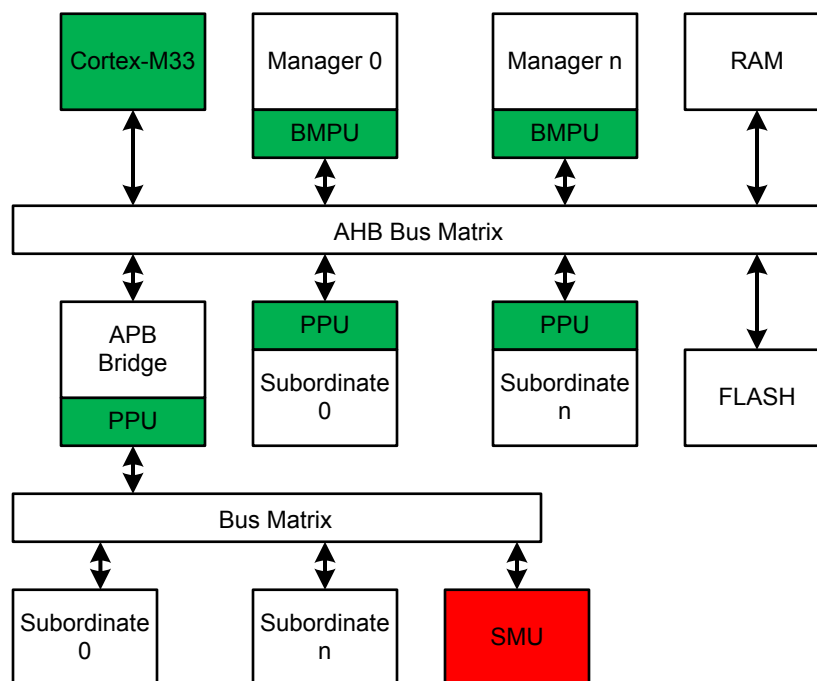 Cortex-M33
Manager 0
Manager n
RAM
BMPU
BMPU
AHB Bus Matrix
APB
Bridge
PPU
PPU
PPU
Subordinate
0
Subordinate
n
FLASH
Bus Matrix
Subordinate
0
Subordinate
n
SMU